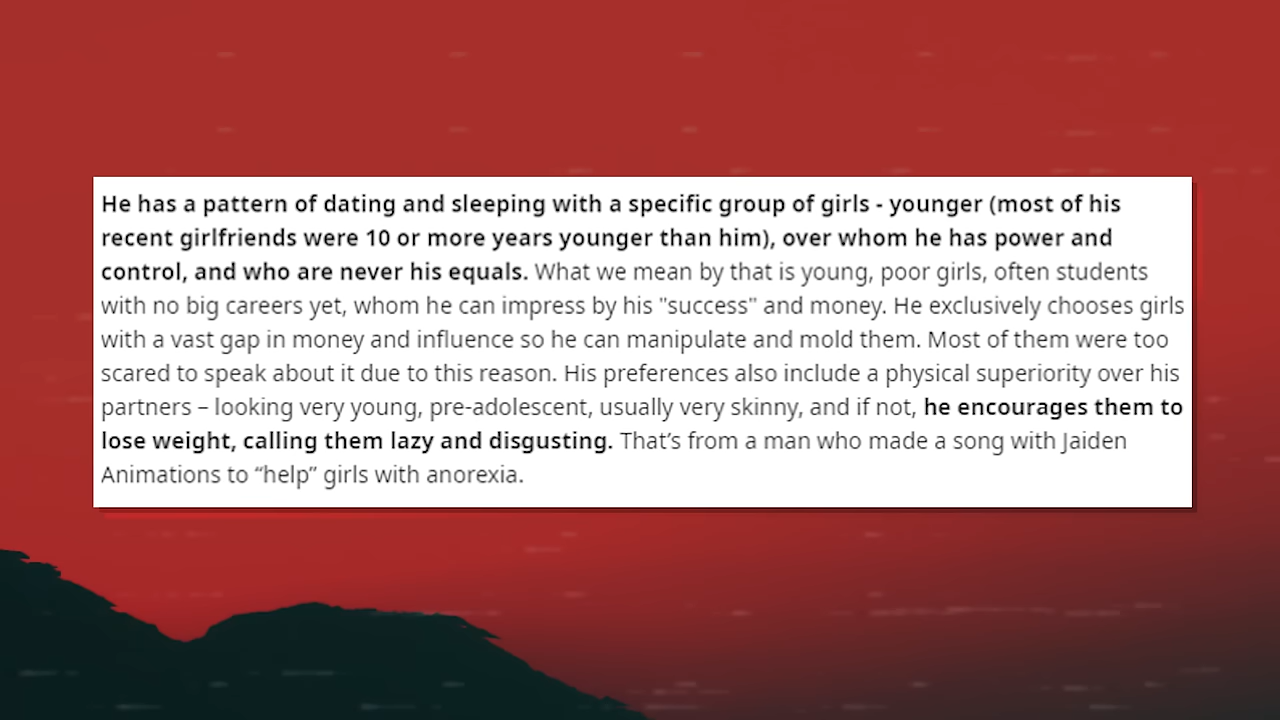 He has a pattern of dating and sleeping with a specific group of girls - younger (most of his
recent girlfriends were 10 or more years younger than him), over whom he has power and
control, and who are never his equals. What we mean by that is young, poor girls, often students
with no big careers yet, whom he can impress by his "success" and money. He exclusively chooses girls
with a vast gap in money and influence so he can manipulate and mold them. Most of them were too
scared to speak about it due to this reason. His preferences also include a physical superiority over his
partners – looking very young, pre-adolescent, usually very skinny, and if not, he encourages them to
lose weight, calling them lazy and disgusting. That’s from a man who made a song with Jaiden
Animations to “help” girls with anorexia.